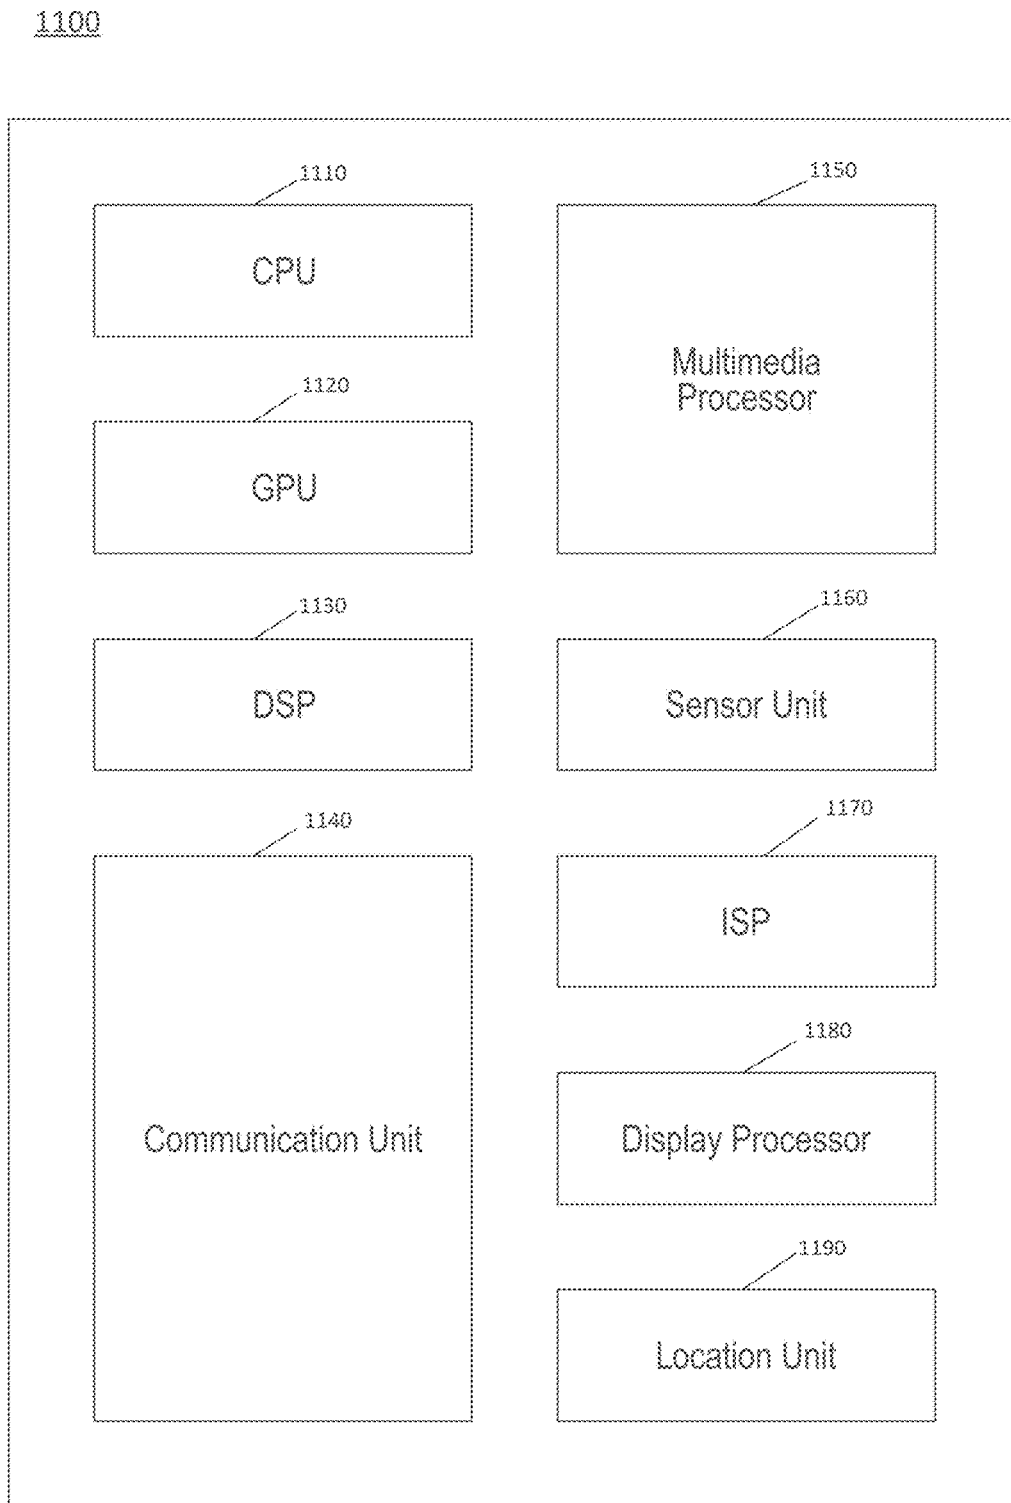 1100
1110
CPU
1120
GPU
1130
DSP
1140
Communication Unit
1150
Multimedia
Processor
1160
Sensor Unit
1170
ISP
1180
Display Processor
1190
Location Unit